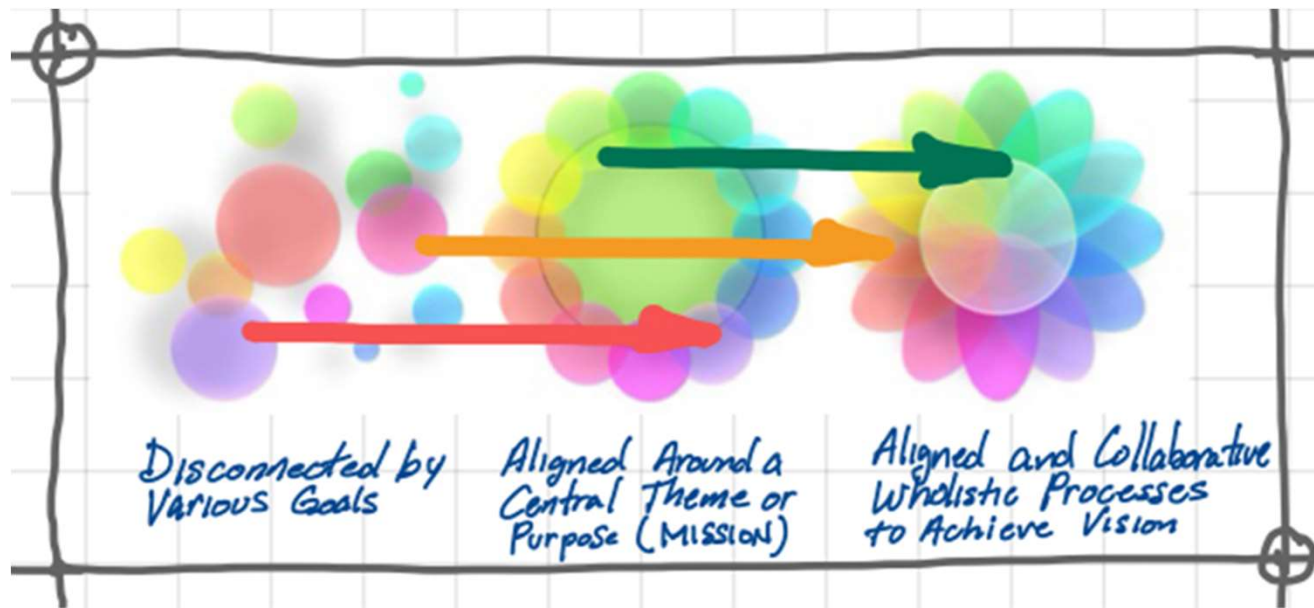 Disconnected by
Various Goals
Aligned Around a
Central Theme or
Purpose (MISSION)
Aligned and Collaborative
Wholistic Processes
to Achieve Vision